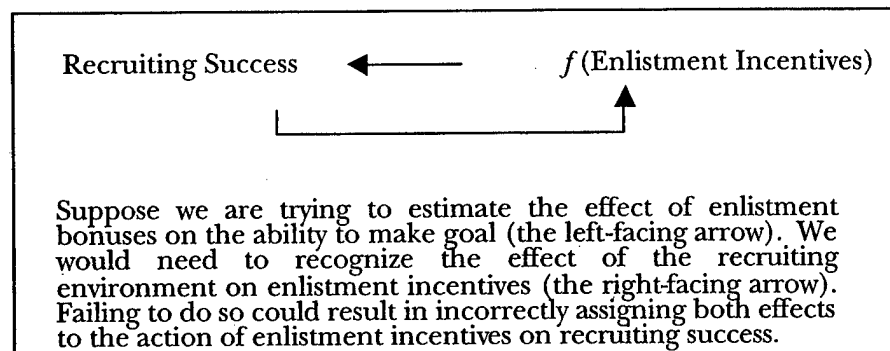 Recruiting Success f(Enlistment Incentives)
Suppose we are trying to estimate the effect of enlistment
bonuses on the ability to make goal (the left-facing arrow). We
would need to recognize the effect of the recruiting
environment on enlistment incentives (the right-facing arrow).
Failing to do so could result in incorrectly assigning both effects
to the action of enlistment incentives on recruiting success.